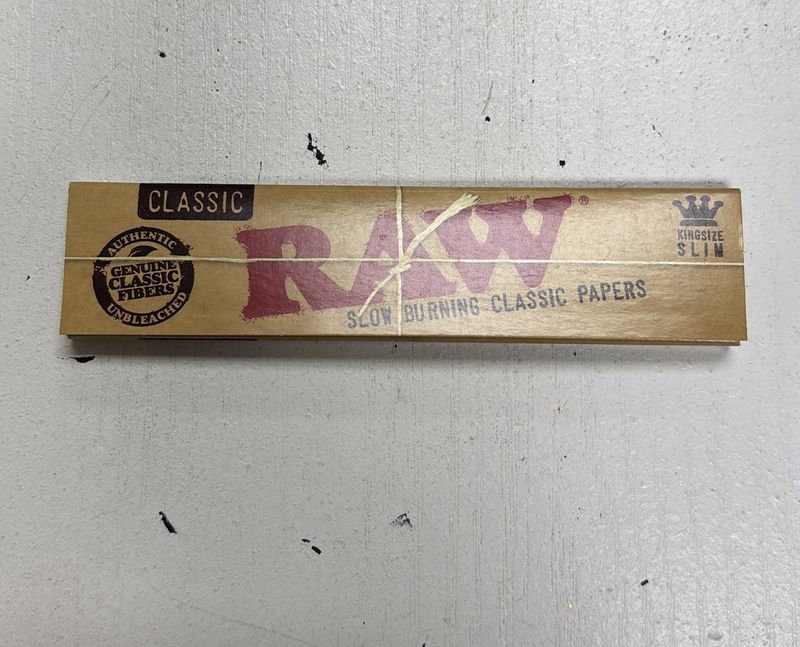 CLASSIC
AUTHENTIC
GENUINE
CLASSIC
FIBERS
UNBLEACHED
RAW®
SLOW BURNING CLASSIC PAPERS
KINGSIZE
SLIM